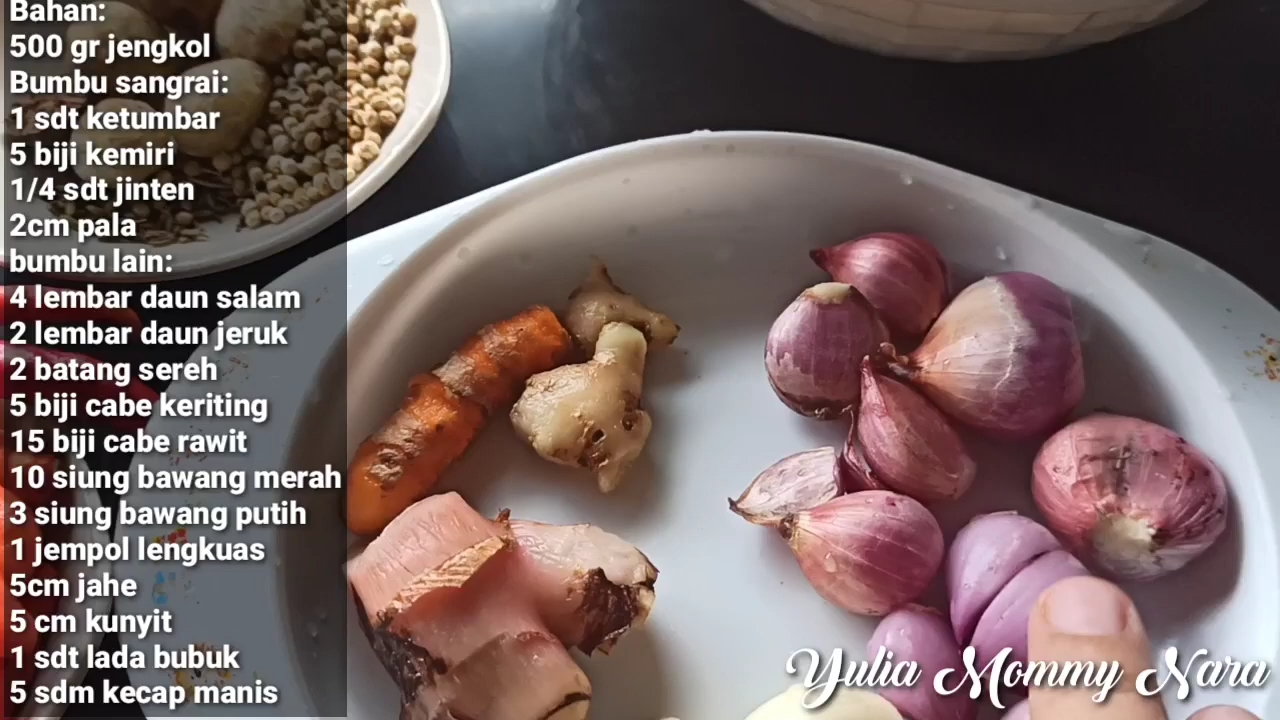 Bahan:
500 gr jengkol
Bumbu sangrai:
1 sdt ketumbar
5 biji kemiri
1/4 sdt jinten
2cm pala
bumbu lain:
4 lembar daun salam
2 lembar daun jeruk
2 batang sereh
5 biji cabe keriting
15 biji cabe rawit
10 siung bawang merah
3 siung bawang putih
1 jempol lengkuas
5cm jahe
5 cm kunyit
1 sdt lada bubuk
5 sdm kecap manis
Yulia Mommy Nara